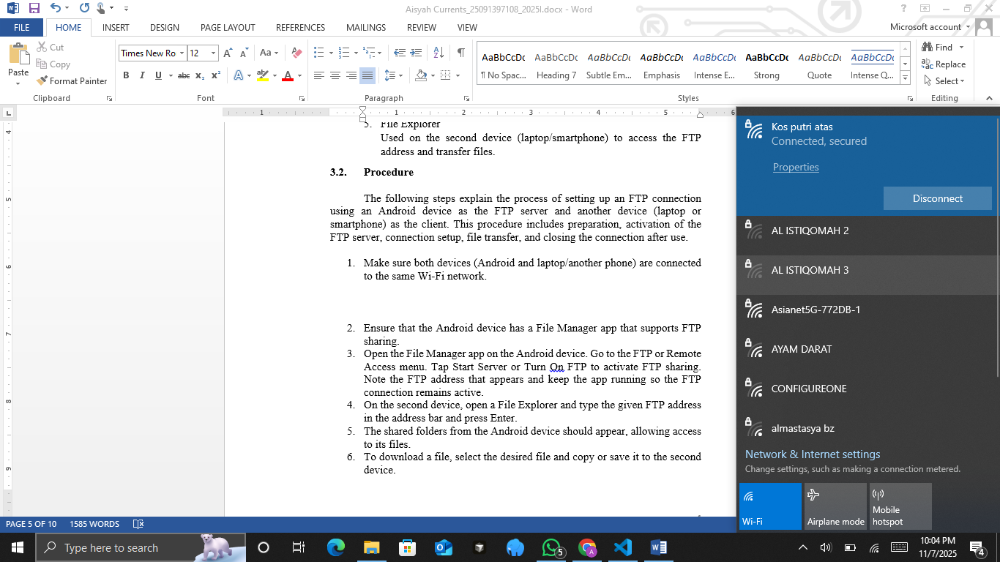 Aisyah Currents_25091397108_2025I.docx - Word
FILE HOME INSERT DESIGN PAGE LAYOUT REFERENCES MAILINGS REVIEW VIEW
Microsoft account
Paste
Cut
Copy
Format Painter
Clipboard
Times New Ro 12
Font
Paragraph
AaBbCcDc AaBbCcDc AaBbCcDc AaBbCcDc AaBbCcDc AaBbCcDc AaBbCcDc AaBbCcDc
¶ No Spac... Heading 7 Subtle Em... Emphasis Intense E... Strong Quote Intense Q...
Styles
Find
Replace
Select
Editing
1 1 2 3 4 5 6
4
5
6
7
8
9
5. File Explorer
Used on the second device (laptop/smartphone) to access the FTP
address and transfer files.
3.2. Procedure
The following steps explain the process of setting up an FTP connection
using an Android device as the FTP server and another device (laptop or
smartphone) as the client. This procedure includes preparation, activation of the
FTP server, connection setup, file transfer, and closing the connection after use.
1. Make sure both devices (Android and laptop/another phone) are connected
to the same Wi-Fi network.
2. Ensure that the Android device has a File Manager app that supports FTP
sharing.
3. Open the File Manager app on the Android device. Go to the FTP or Remote
Access menu. Tap Start Server or Turn On FTP to activate FTP sharing.
Note the FTP address that appears and keep the app running so the FTP
connection remains active.
4. On the second device, open a File Explorer and type the given FTP address
in the address bar and press Enter.
5. The shared folders from the Android device should appear, allowing access
to its files.
6. To download a file, select the desired file and copy or save it to the second
device.
Kos putri atas
Connected, secured
Properties
Disconnect
AL ISTIQOMAH 2
AL ISTIQOMAH 3
Asianet5G-772DB-1
AYAM DARAT
CONFIGUREONE
almastasya bz
Network & Internet settings
Change settings, such as making a connection metered.
Wi-Fi
Airplane mode
Mobile
hotspot
PAGE 5 OF 10 1585 WORDS
Type here to search
5
A
10:04 PM
11/7/2025
4